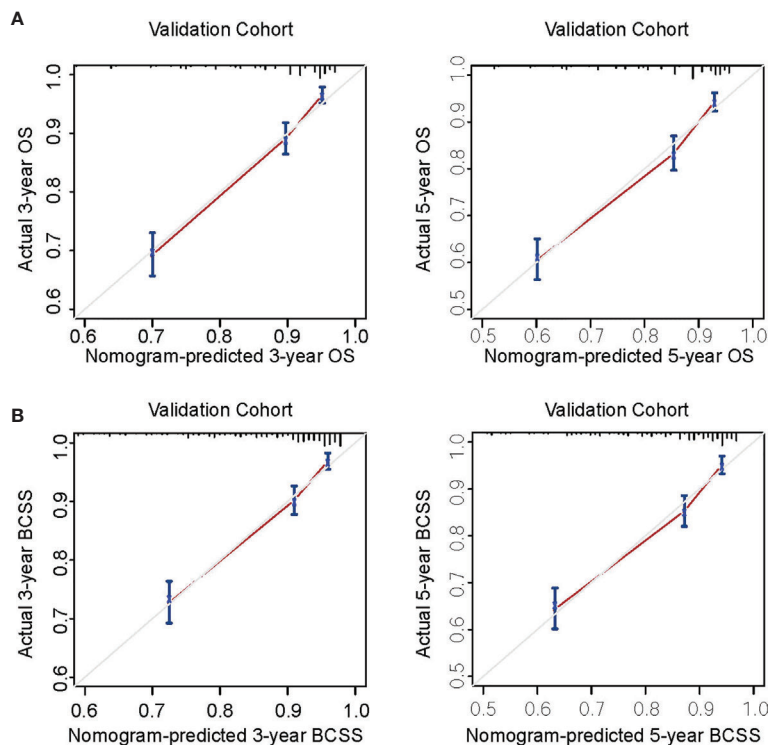 A
Validation Cohort
Validation Cohort
Actual 3-year OS
1.0
0.9
0.8
0.7
0.6
0.6 0.7 0.8 0.9 1.0
Nomogram-predicted 3-year OS
Actual 5-year OS
1.0
0.9
0.8
0.7
0.6
0.5
0.5 0.6 0.7 0.8 0.9 1.0
Nomogram-predicted 5-year OS
B
Validation Cohort
Validation Cohort
Actual 3-year BCSS
1.0
0.9
0.8
0.7
0.6
0.6 0.7 0.8 0.9 1.0
Nomogram-predicted 3-year BCSS
Actual 5-year BCSS
1.0
0.9
0.8
0.7
0.6
0.5
0.5 0.6 0.7 0.8 0.9 1.0
Nomogram-predicted 5-year BCSS